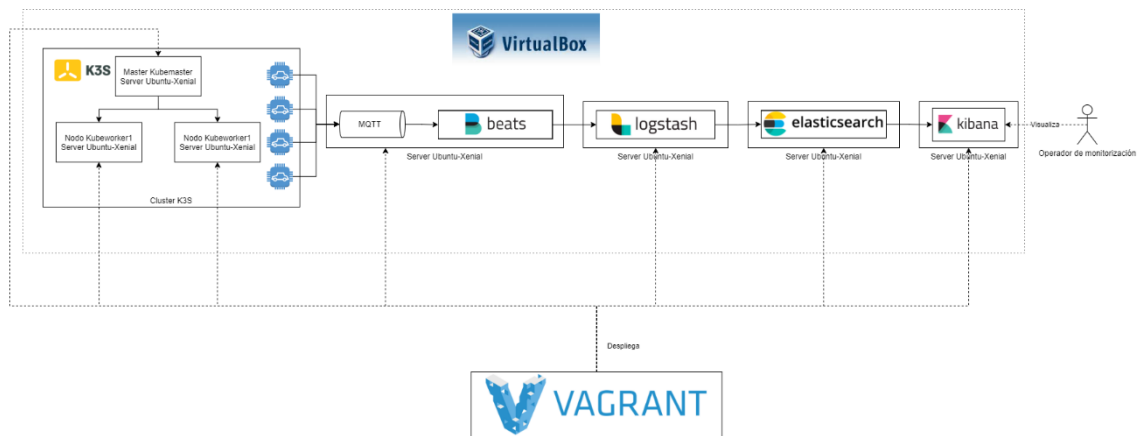 VirtualBox
K3S
Master Kubemaster
Server Ubuntu-Xenial
Nodo Kubeworker1
Server Ubuntu-Xenial
Nodo Kubeworker1
Server Ubuntu-Xenial
Cluster K3S
MQTT
beats
Server Ubuntu-Xenial
logstash
Server Ubuntu-Xenial
elasticsearch
Server Ubuntu-Xenial
kibana
Server Ubuntu-Xenial
Visualiza
Operador de monitorización
Despliega
VAGRANT